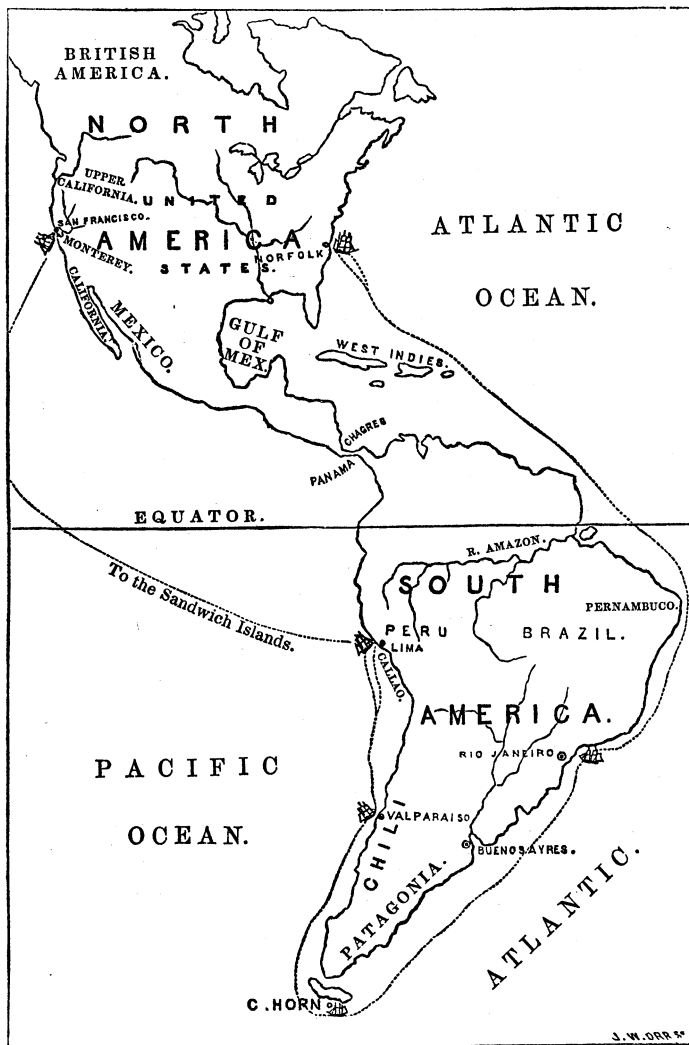 BRITISH
AMERICA.
NORTH
UPPER
CALIFORNIA.
UNITED
SAN FRANCISCO.
AMERICA
MONTEREY.
NORFOLK
STATES.
ATLANTIC
OCEAN.
CALIFORNIA.
MEXICO.
GULF
OF
MEX.
WEST INDIES.
CHAGRES
PANAMA
EQUATOR.
R. AMAZON.
To the Sandwich Islands.
SOUTH
PERNAMBUCO.
PERU
BRAZIL.
LIMA
CALLAO.
AMERICA.
RIO JANEIRO
PACIFIC
OCEAN.
VALPARAISO
CHILI
BUENOS AYRES.
PATAGONIA.
ATLANTIC.
C. HORN
J. W. ORR Sc